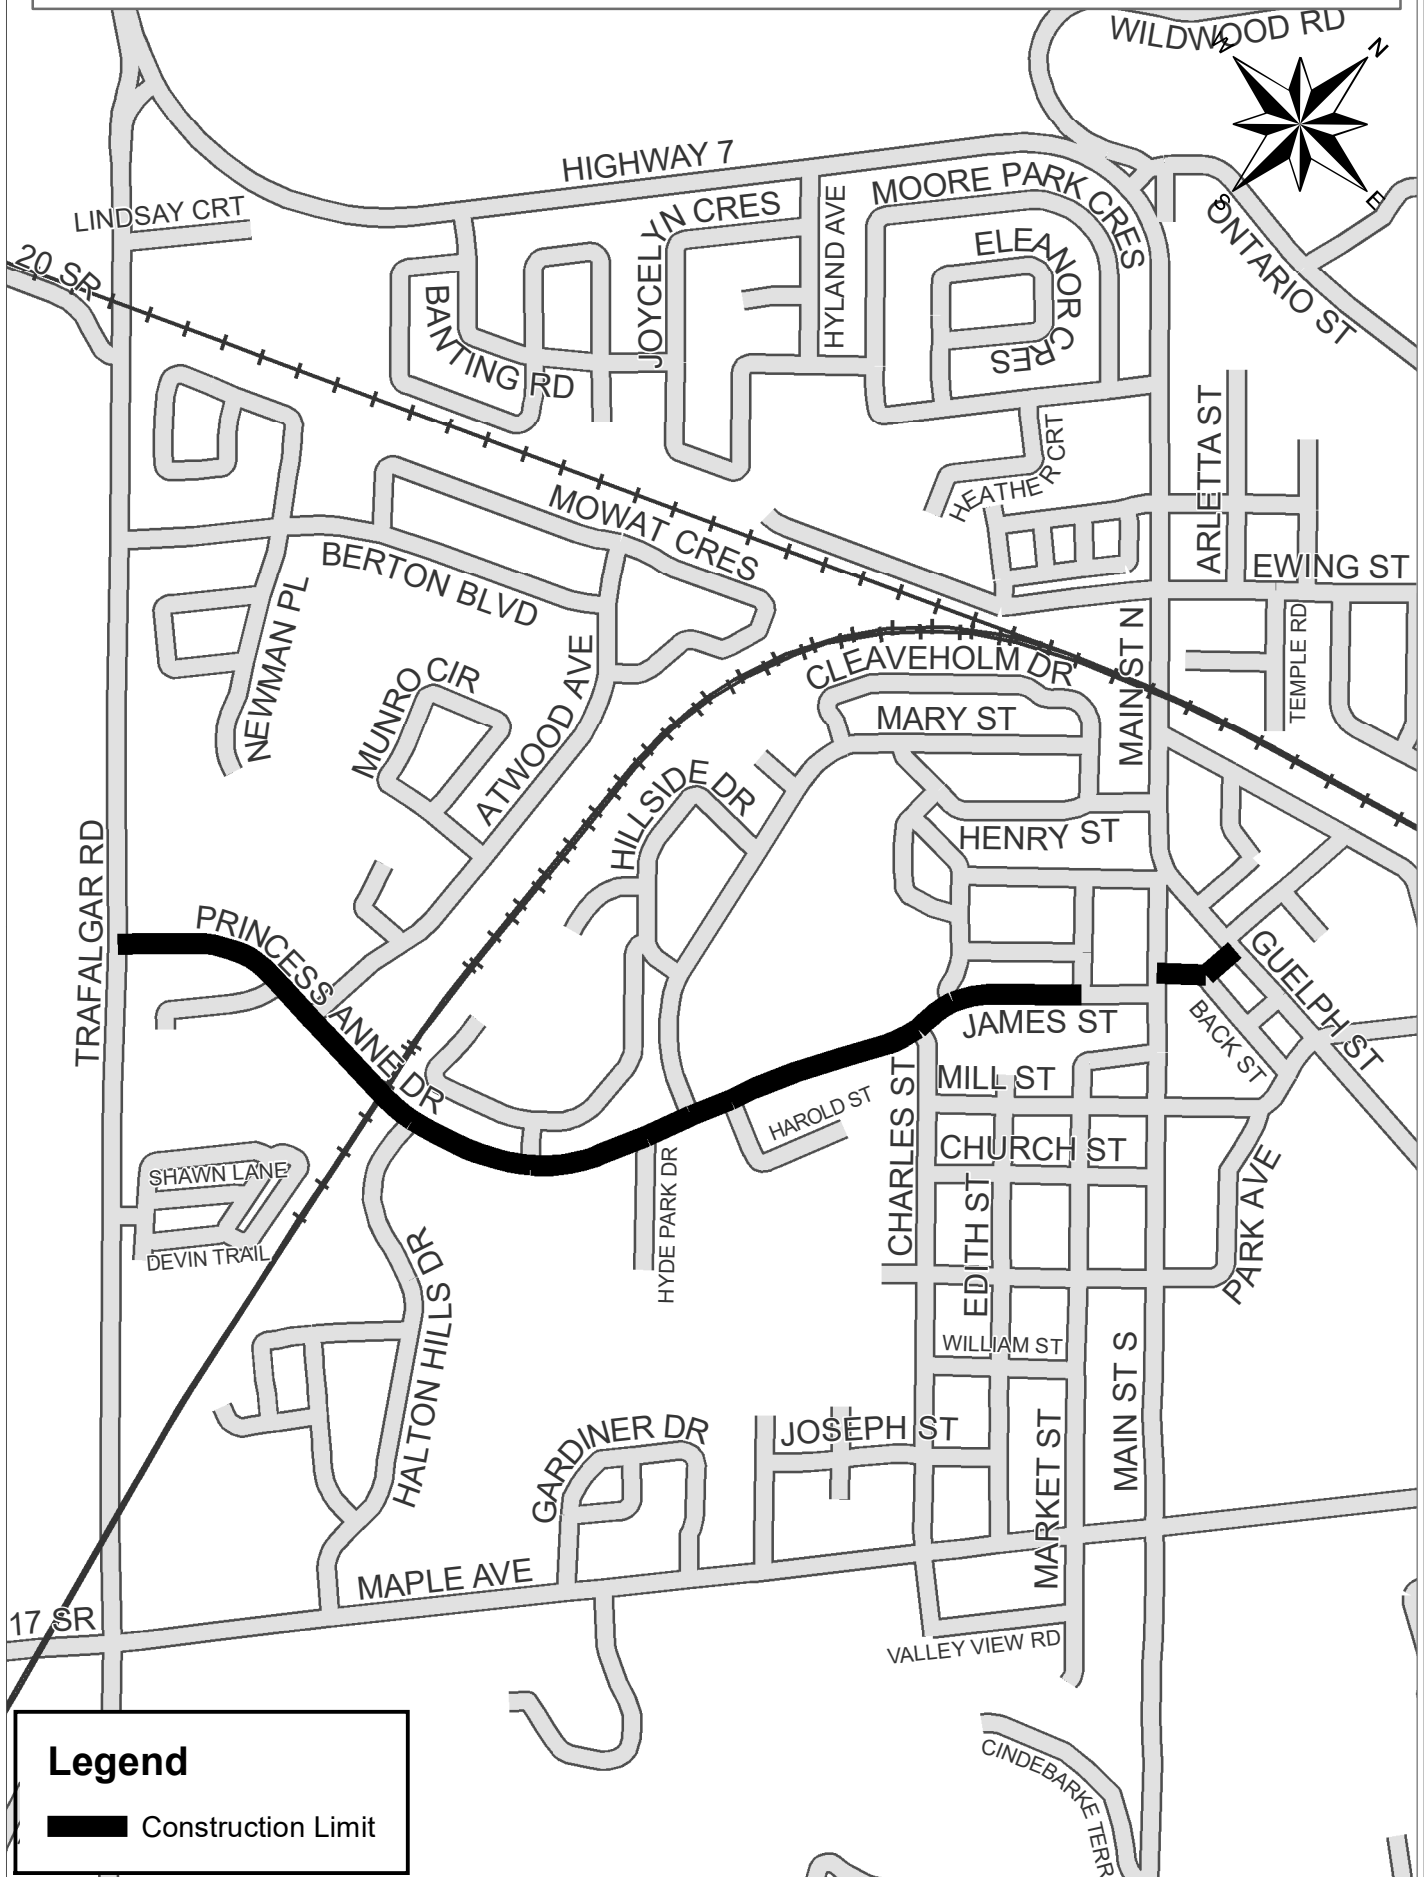 WILDWOOD RD
W
N
S
E
HIGHWAY 7
LINDSAY CRT
JOYCELYN CRES
HYLAND AVE
MOORE PARK CRES
ELEANOR CRES
ONTARIO ST
20 SR
BANTING RD
ARLETTA ST
HEATHER CRT
MOWAT CRES
BERTON BLVD
EWING ST
NEWMAN PL
MUNRO CIR
ATWOOD AVE
CLEAVEHOLM DR
MAIN ST N
TEMPLE RD
MARY ST
HILLSIDE DR
HENRY ST
TRAFALGAR RD
PRINCESS ANNE DR
GUELPH ST
BACK ST
JAMES ST
MILL ST
HAROLD ST
CHARLES ST
CHURCH ST
SHAWN LANE
HYDE PARK DR
EDITH ST
PARK AVE
DEVIN TRAIL
HALTON HILLS DR
WILLIAM ST
MAIN ST S
GARDINER DR
JOSEPH ST
MARKET ST
MAPLE AVE
17 SR
VALLEY VIEW RD
CINDEBARKE TERR
Legend
Construction Limit